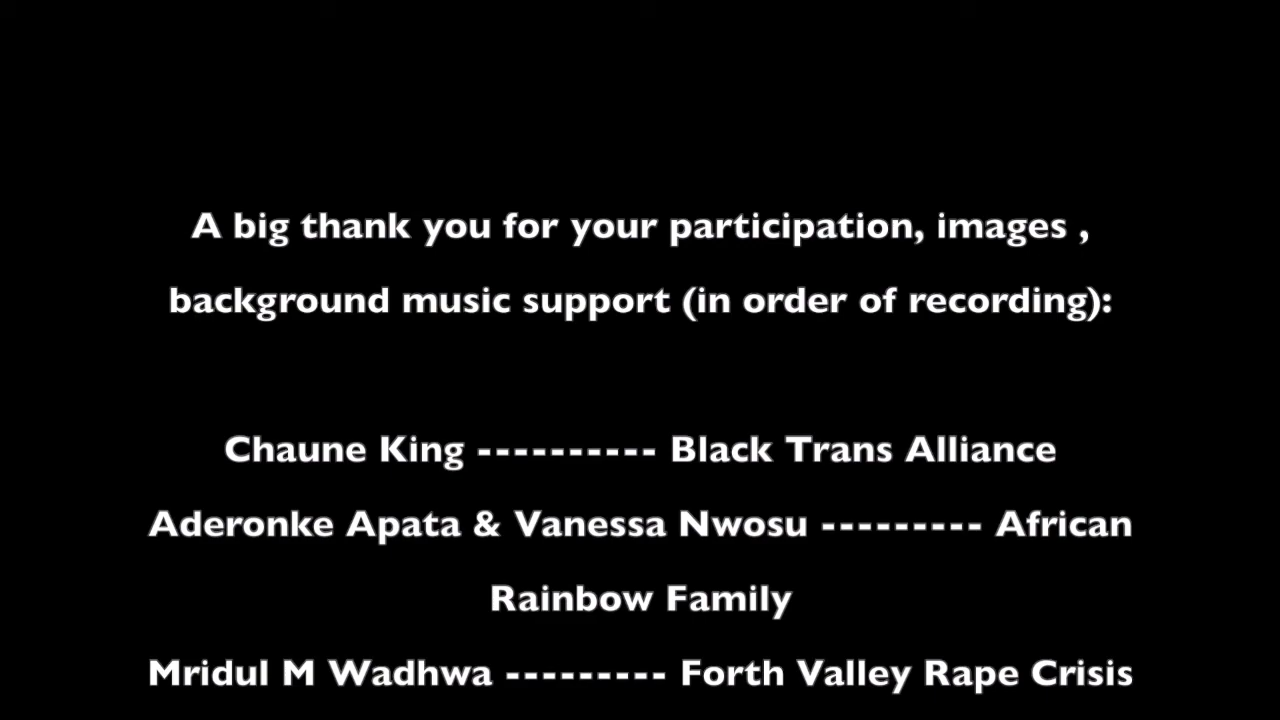 A big thank you for your participation, images ,
background music support (in order of recording):
Chaune King ---------- Black Trans Alliance
Aderonke Apata & Vanessa Nwosu --------- African
Rainbow Family
Mridul M Wadhwa --------- Forth Valley Rape Crisis